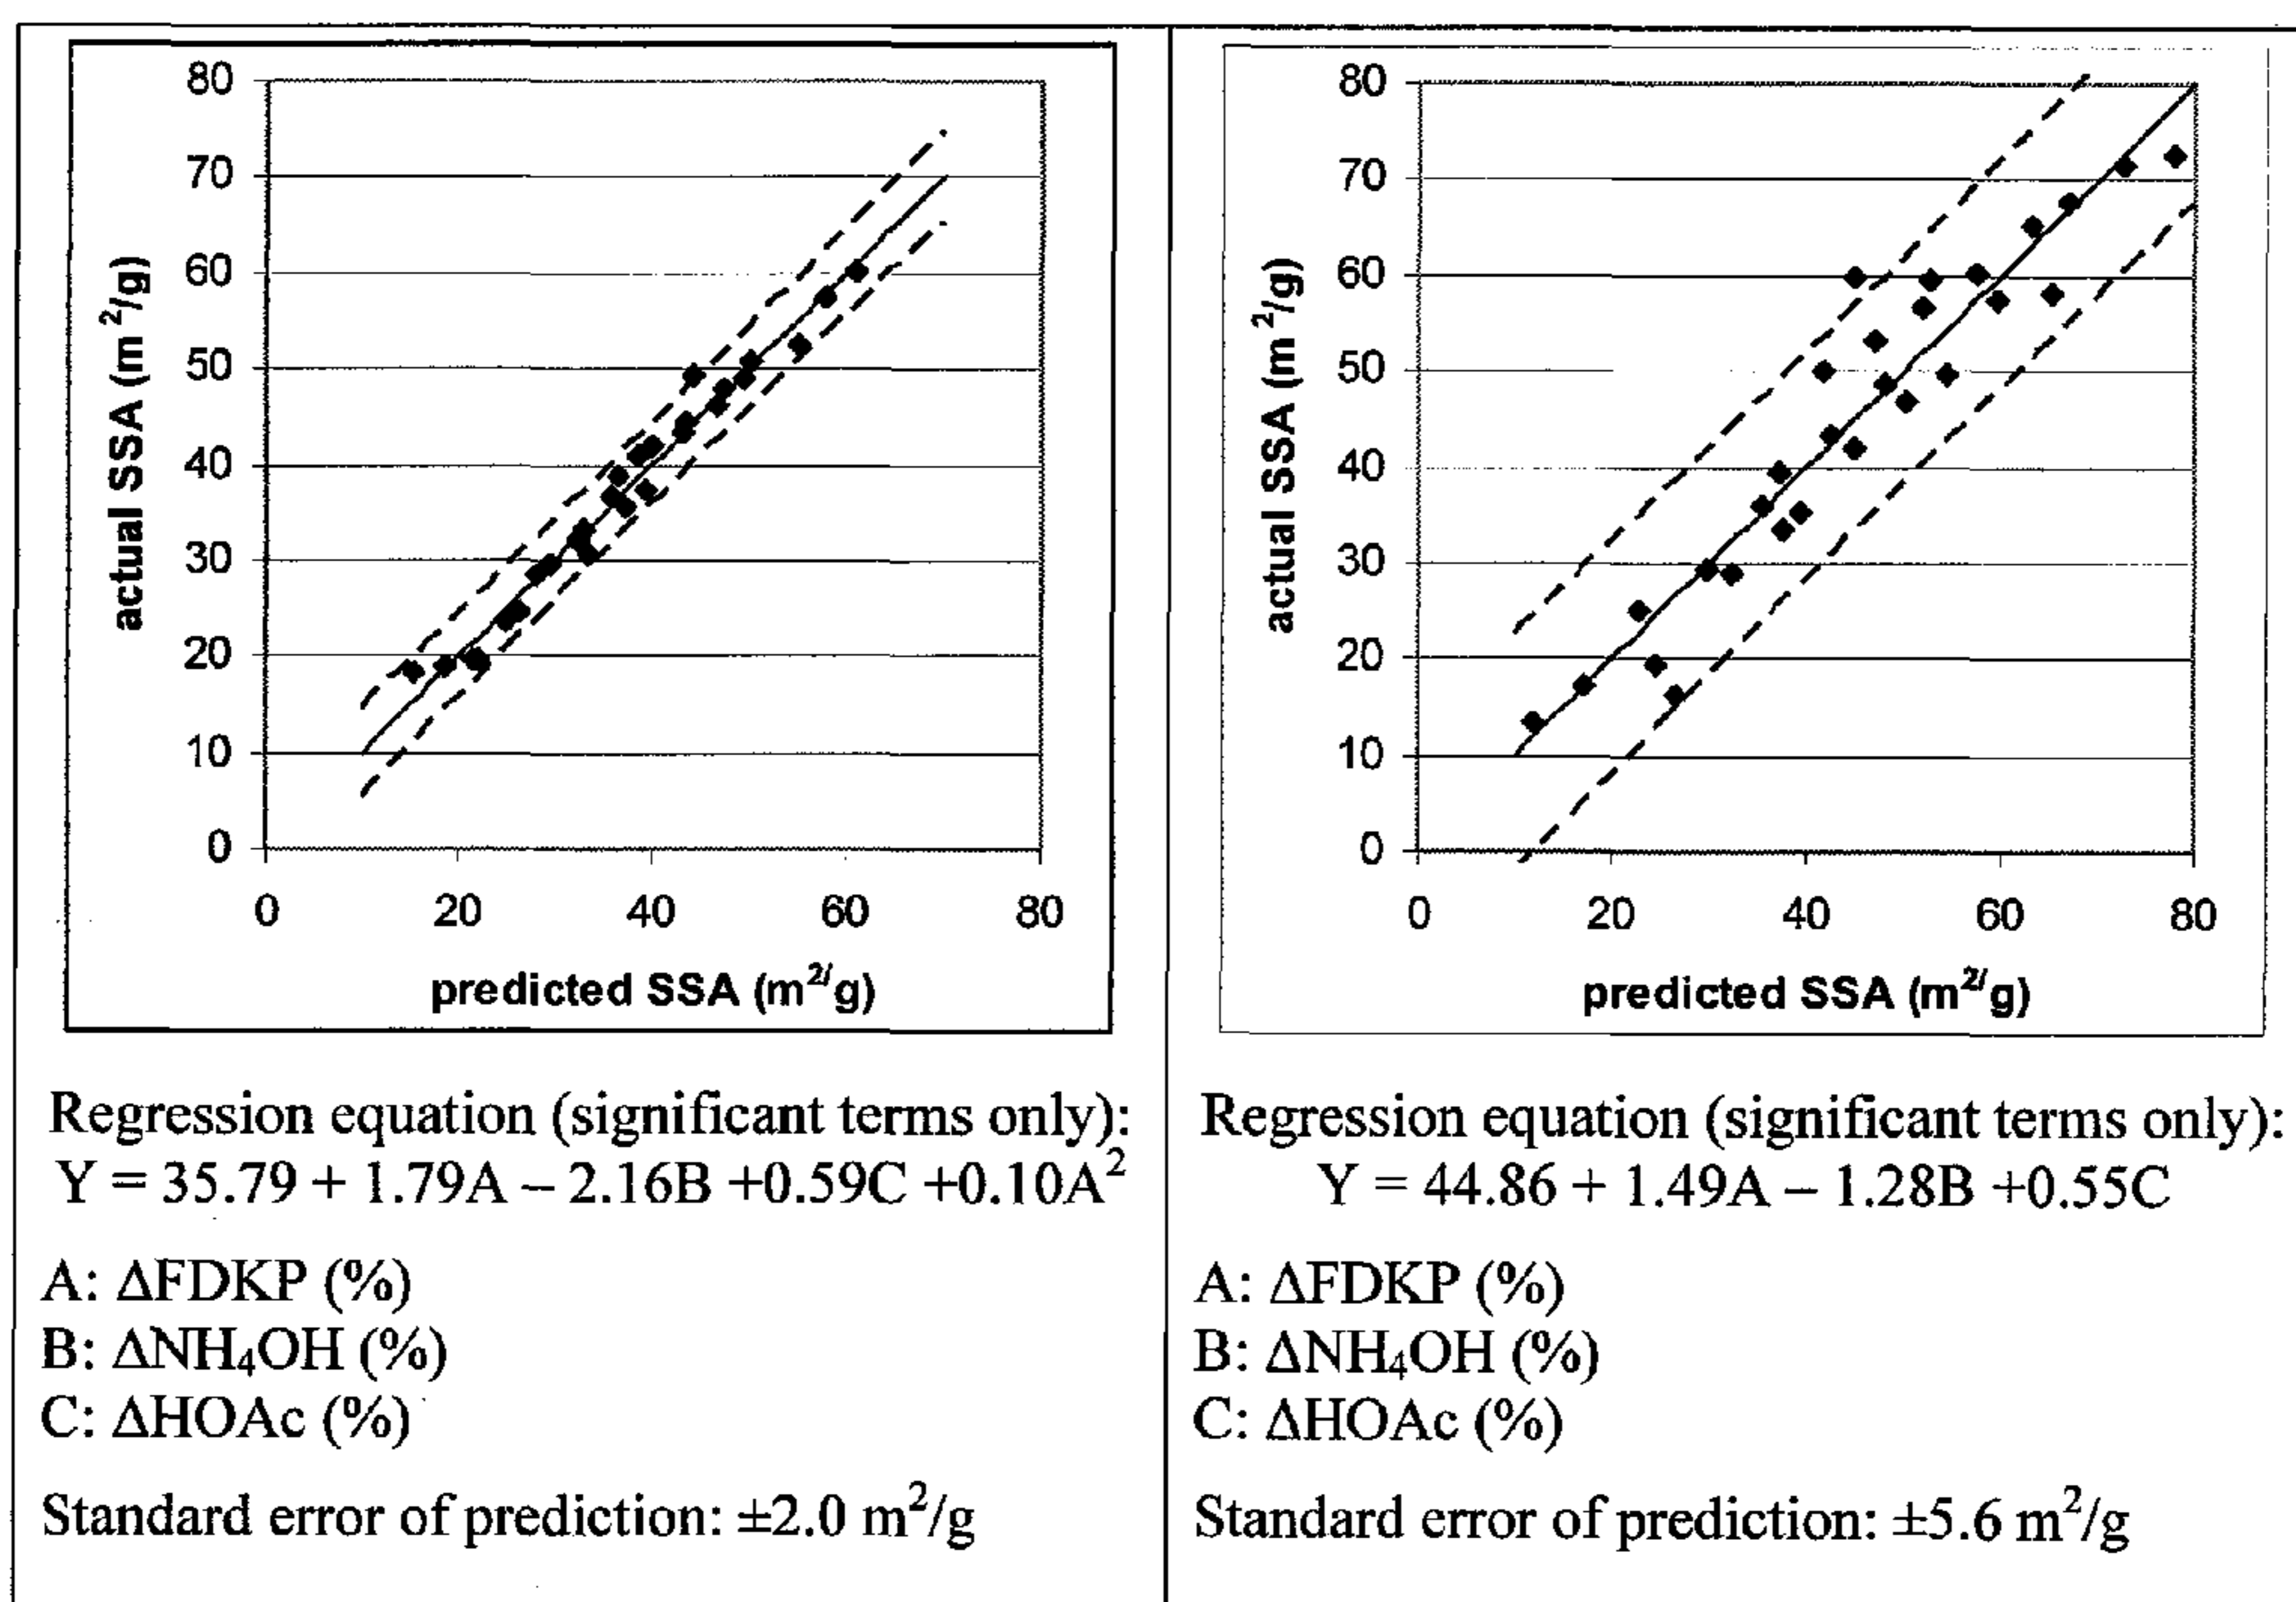 80
70
60
50
40
30
20
10
0
0 20 40 60 80
actual SSA (m²/g)
predicted SSA (m²/g)
Regression equation (significant terms only):
Y = 35.79 + 1.79A – 2.16B +0.59C +0.10A²
A: ΔFDKP (%)
B: ΔNH₄OH (%)
C: ΔHOAc (%)
Standard error of prediction: ±2.0 m²/g
80
70
60
50
40
30
20
10
0
0 20 40 60 80
actual SSA (m²/g)
predicted SSA (m²/g)
Regression equation (significant terms only):
Y = 44.86 + 1.49A – 1.28B +0.55C
A: ΔFDKP (%)
B: ΔNH₄OH (%)
C: ΔHOAc (%)
Standard error of prediction: ±5.6 m²/g